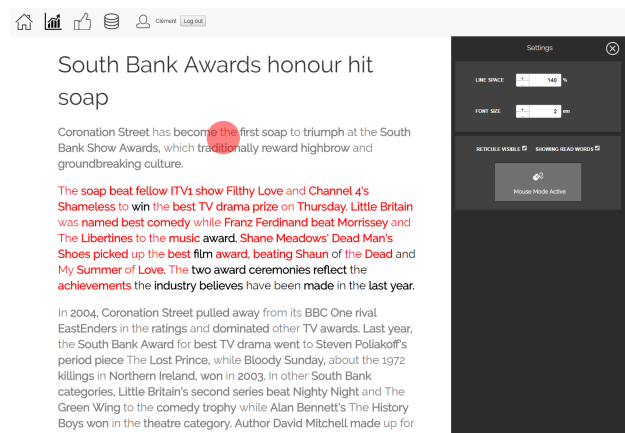 Clément Log out
South Bank Awards honour hit
soap
Coronation Street has become the first soap to triumph at the South
Bank Show Awards, which traditionally reward highbrow and
groundbreaking culture.
The soap beat fellow ITV1 show Filthy Love and Channel 4's
Shameless to win the best TV drama prize on Thursday. Little Britain
was named best comedy while Franz Ferdinand beat Morrissey and
The Libertines to the music award. Shane Meadows' Dead Man's
Shoes picked up the best film award, beating Shaun of the Dead and
My Summer of Love. The two award ceremonies reflect the
achievements the industry believes have been made in the last year.
In 2004, Coronation Street pulled away from its BBC One rival
EastEnders in the ratings and dominated other TV awards. Last year,
the South Bank Award for best TV drama went to Steven Poliakoff's
period piece The Lost Prince, while Bloody Sunday, about the 1972
killings in Northern Ireland, won in 2003. In other South Bank
categories, Little Britain's second series beat Nighty Night and The
Green Wing to the comedy trophy while Alan Bennett's The History
Boys won in the theatre category. Author David Mitchell made up for
Settings
LINE SPACE + - 140 %
FONT SIZE + - 2 em
RETICULE VISIBLE SHOWING READ WORDS
Mouse Mode Active